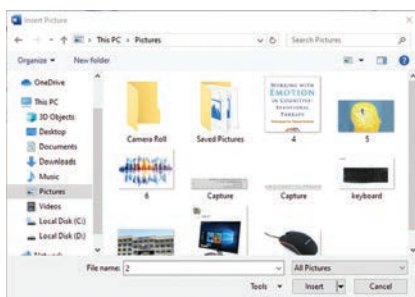 Insert Picture
This PC > Pictures
Search Pictures
Organize
New folder
OneDrive
This PC
3D Objects
Desktop
Documents
Downloads
Music
Pictures
Videos
Local Disk (C:)
Local Disk (D:)
Camera Roll
Saved Pictures
WORKING WITH
EMOTION
IN COGNITIVE-
BEHAVIORAL
THERAPY
4
5
6
Capture
Capture
keyboard
File name: 2
All Pictures
Tools
Insert
Cancel